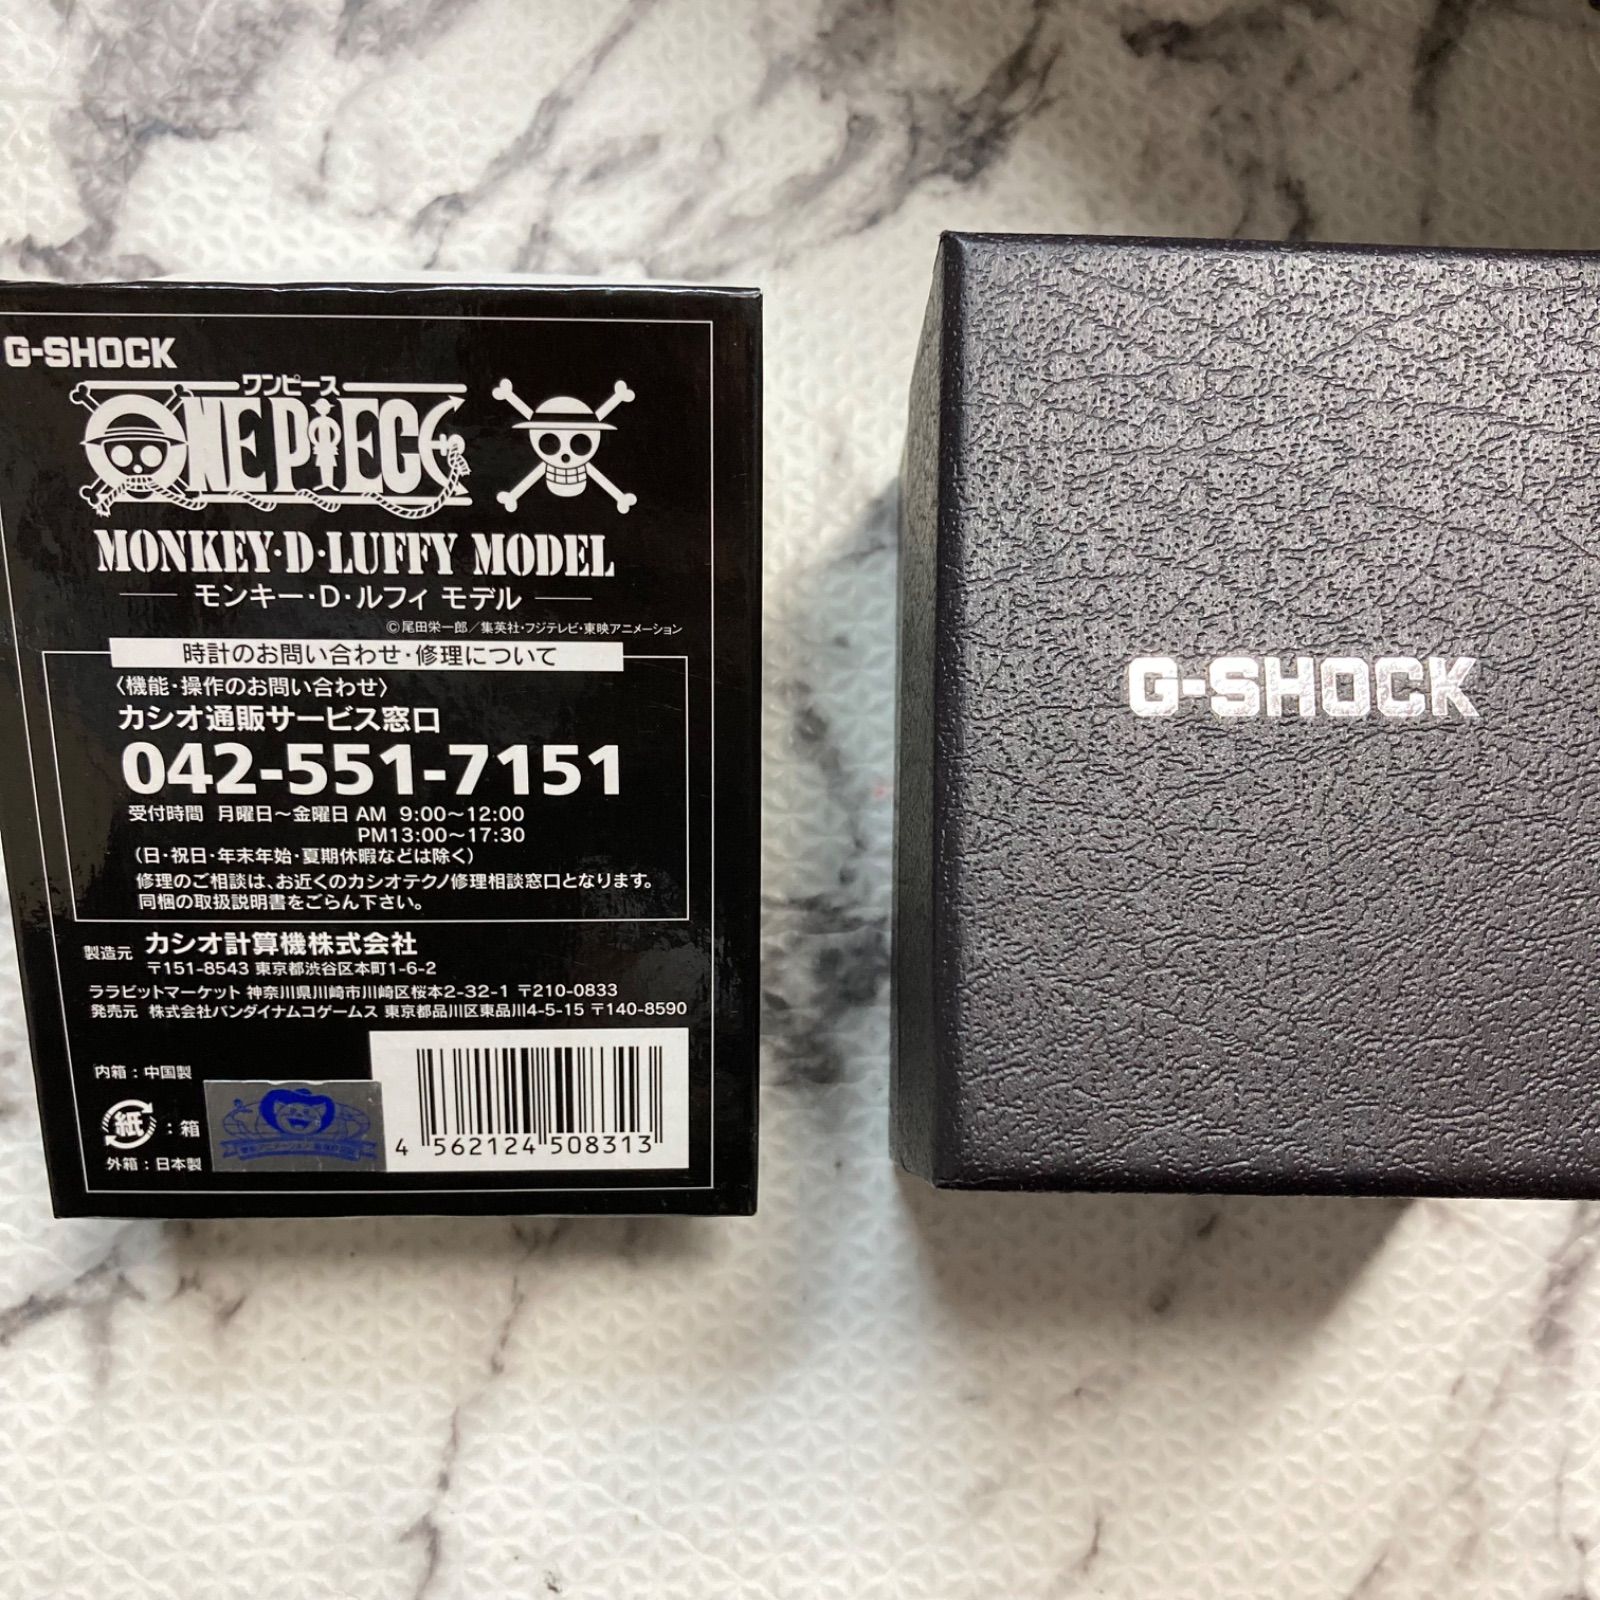 G-SHOCK
ワンピース
ONE PIECE
MONKEY·D·LUFFY MODEL
モンキー・D・ルフィ モデル
©尾田栄一郎／集英社・フジテレビ・東映アニメーション
時計のお問い合わせ・修理について
〈機能・操作のお問い合わせ〉
カシオ通販サービス窓口
042-551-7151
受付時間 月曜日～金曜日 AM 9:00～12:00
PM13:00～17:30
（日・祝日・年末年始・夏期休暇などは除く）
修理のご相談は、お近くのカシオテクノ修理相談窓口となります。
同梱の取扱説明書をごらん下さい。
製造元 カシオ計算機株式会社
〒151-8543 東京都渋谷区本町1-6-2
ララビットマーケット 神奈川県川崎市川崎区桜本2-32-1 〒210-0833
発売元 株式会社バンダイナムコゲームス 東京都品川区東品川4-5-15 〒140-8590
内箱：中国製
紙：箱
外箱：日本製
4 562124 508313
G-SHOCK